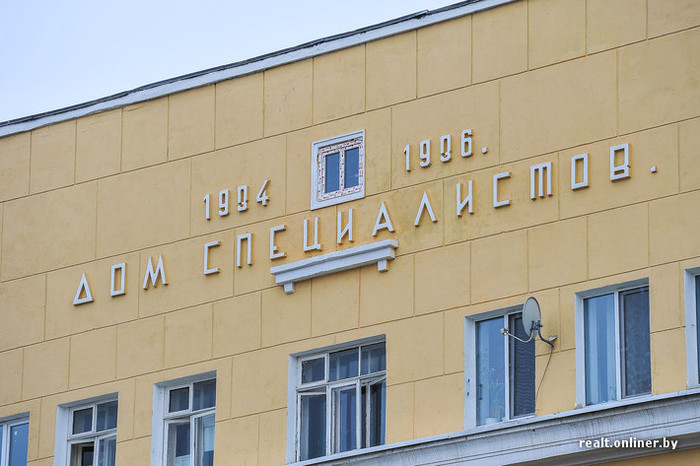 1934 1936.
ДОМ СПЕЦИАЛИСТОВ.
realt.onliner.by